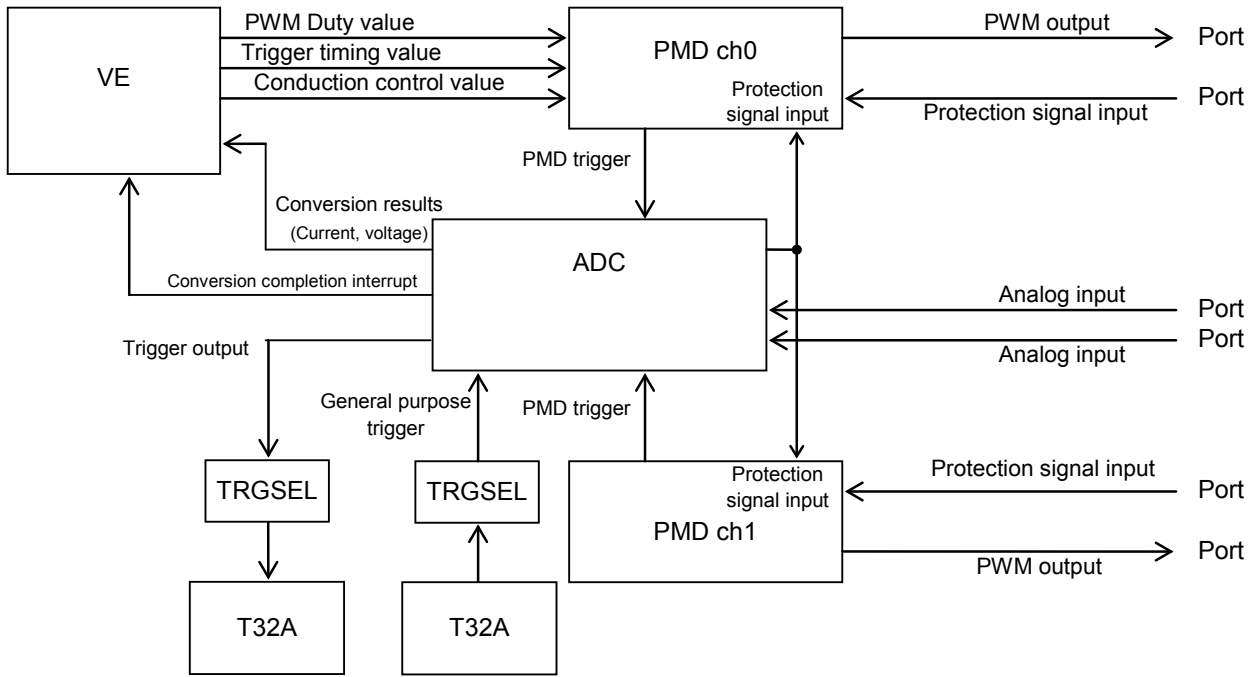 PWM Duty value
Trigger timing value
Conduction control value
VE
PMD ch0
Protection
signal input
PWM output
Port
Protection signal input
Port
PMD trigger
Conversion results
(Current, voltage)
ADC
Conversion completion interrupt
Analog input
Port
Analog input
Port
Trigger output
General purpose
trigger
PMD trigger
TRGSEL
TRGSEL
Protection
signal input
PMD ch1
Protection signal input
Port
PWM output
Port
T32A
T32A